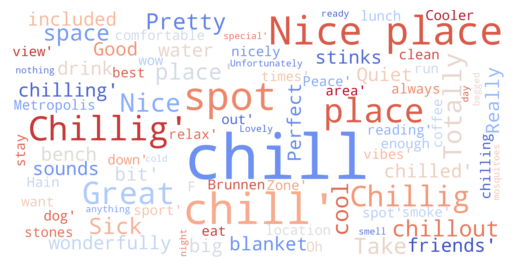 included Pretty Nice place Cooler
space comfortable lunch clean
view' Good water nicely stinks run
drink best wow Unfortunately times' Peace' area' always
nothing place spot Quiet
chilling' Nice Perfect place Totally Really
Metropolis out' reading'
Chillig' relax' Lovely enough coffee
stay bench chill vibes' day begged
sounds down' cold chilled' chilling mosquitoes
Hain bit' Brunnen Zone' Chillig
want Great F chill' cool spot' smoke'
dog' sport' location chillout
stones Sick eat smell
wonderfully night big blanket Oh Take friends'
anything special' ready